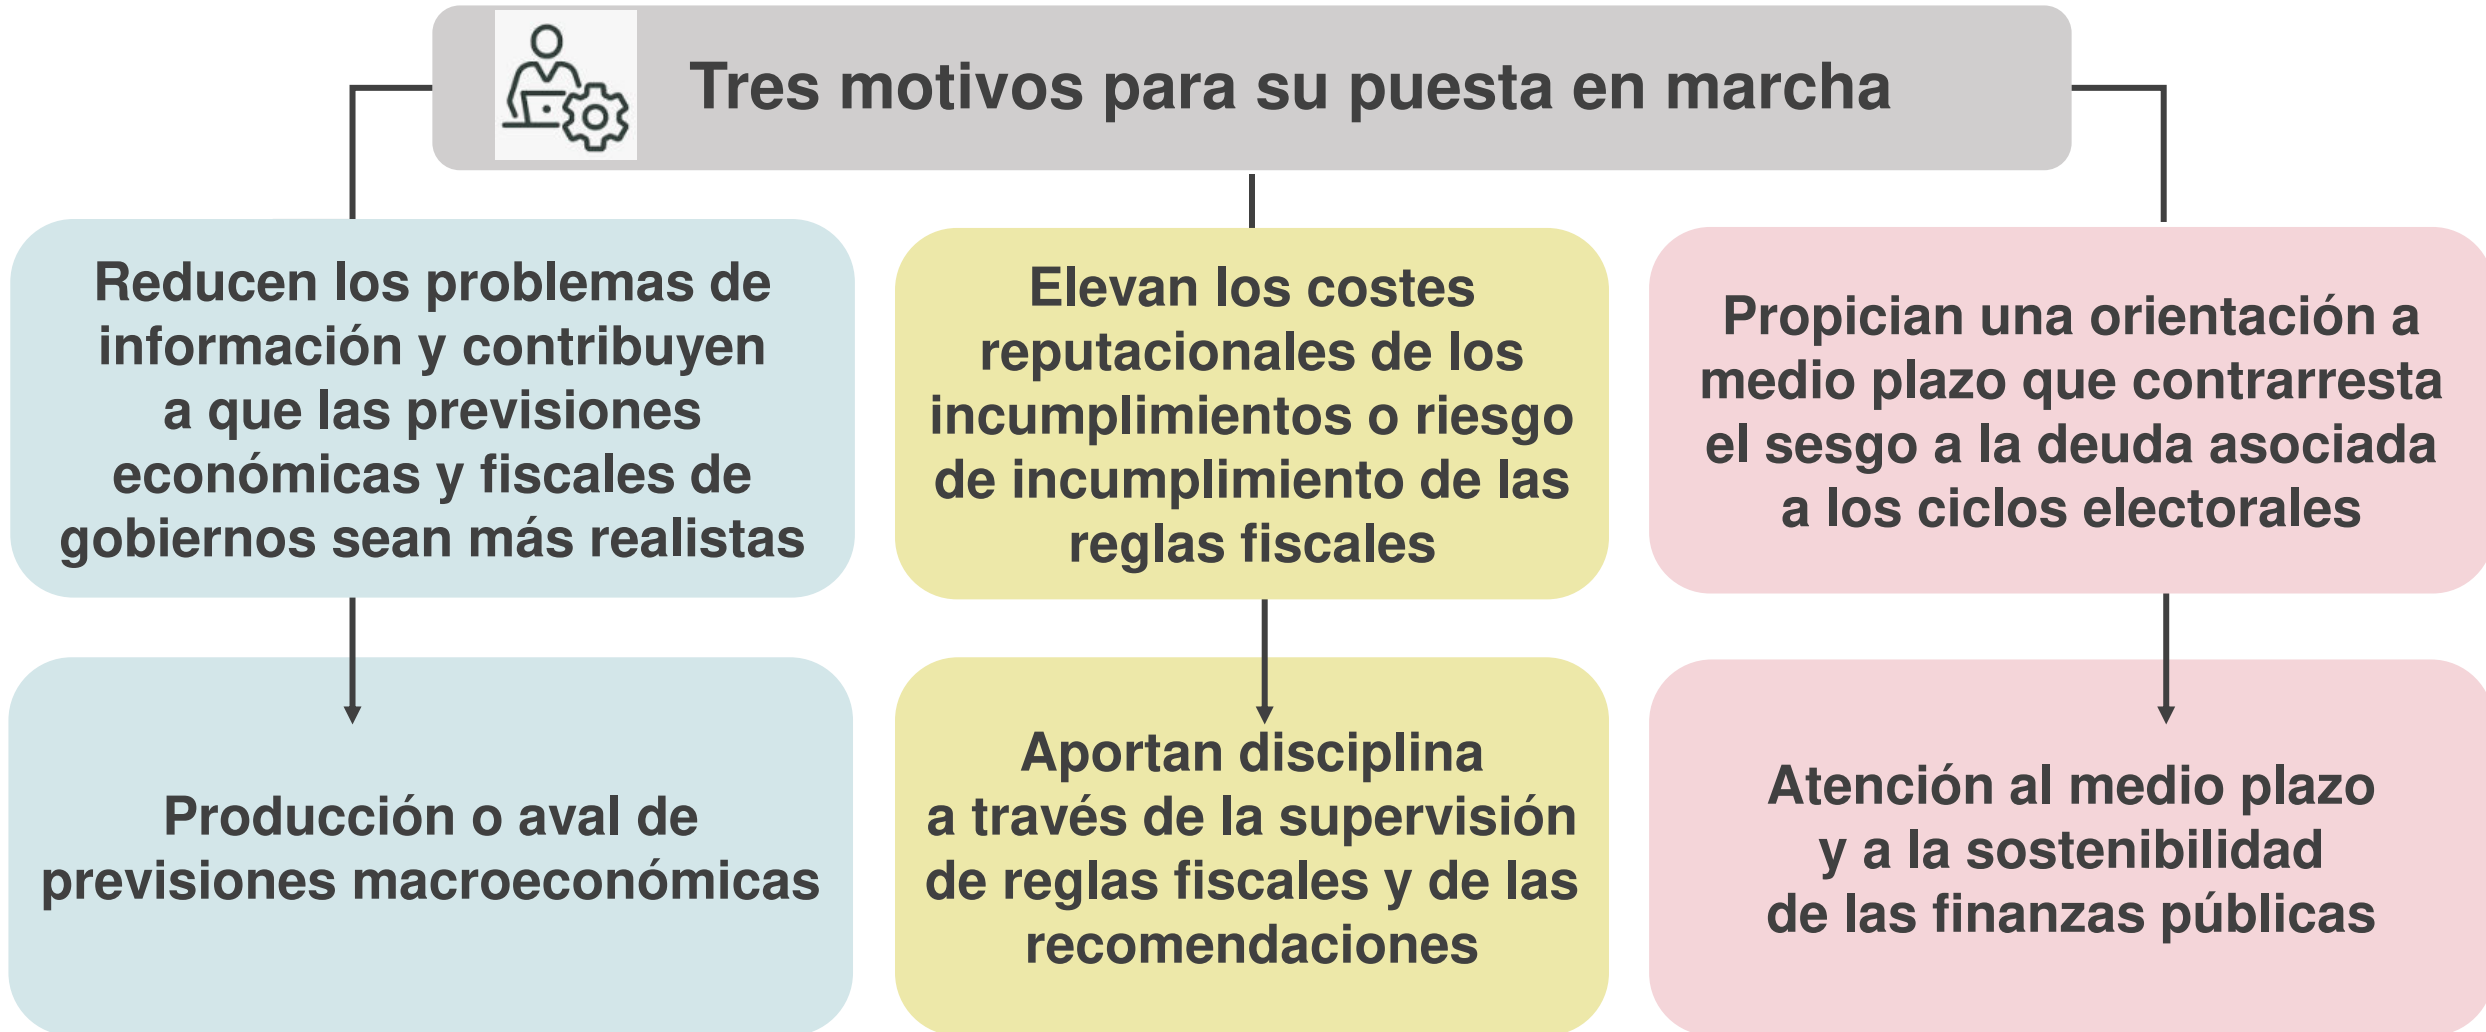 Tres motivos para su puesta en marcha
Reducen los problemas de
información y contribuyen
a que las previsiones
económicas y fiscales de
gobiernos sean más realistas
Elevan los costes
reputacionales de los
incumplimientos o riesgo
de incumplimiento de las
reglas fiscales
Propician una orientación a
medio plazo que contrarresta
el sesgo a la deuda asociada
a los ciclos electorales
Producción o aval de
previsiones macroeconómicas
Aportan disciplina
a través de la supervisión
de reglas fiscales y de las
recomendaciones
Atención al medio plazo
y a la sostenibilidad
de las finanzas públicas